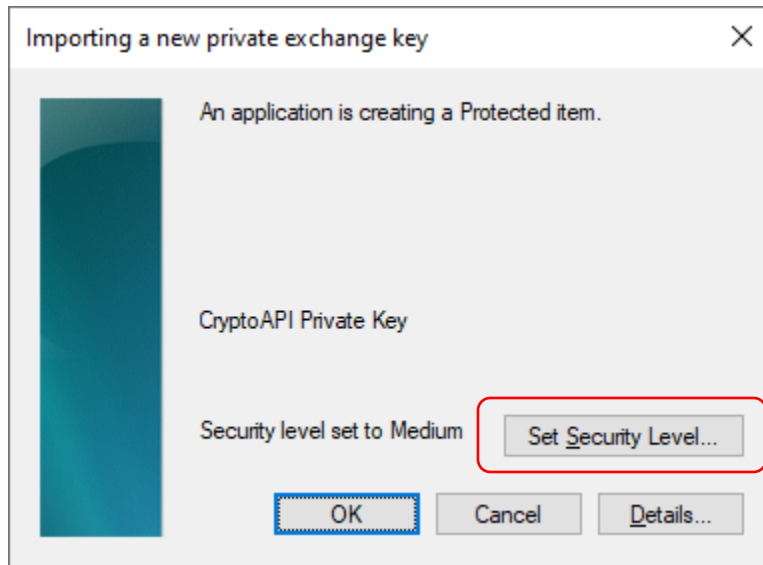 Importing a new private exchange key
An application is creating a Protected item.
CryptoAPI Private Key
Security level set to Medium
Set Security Level...
OK
Cancel
Details...